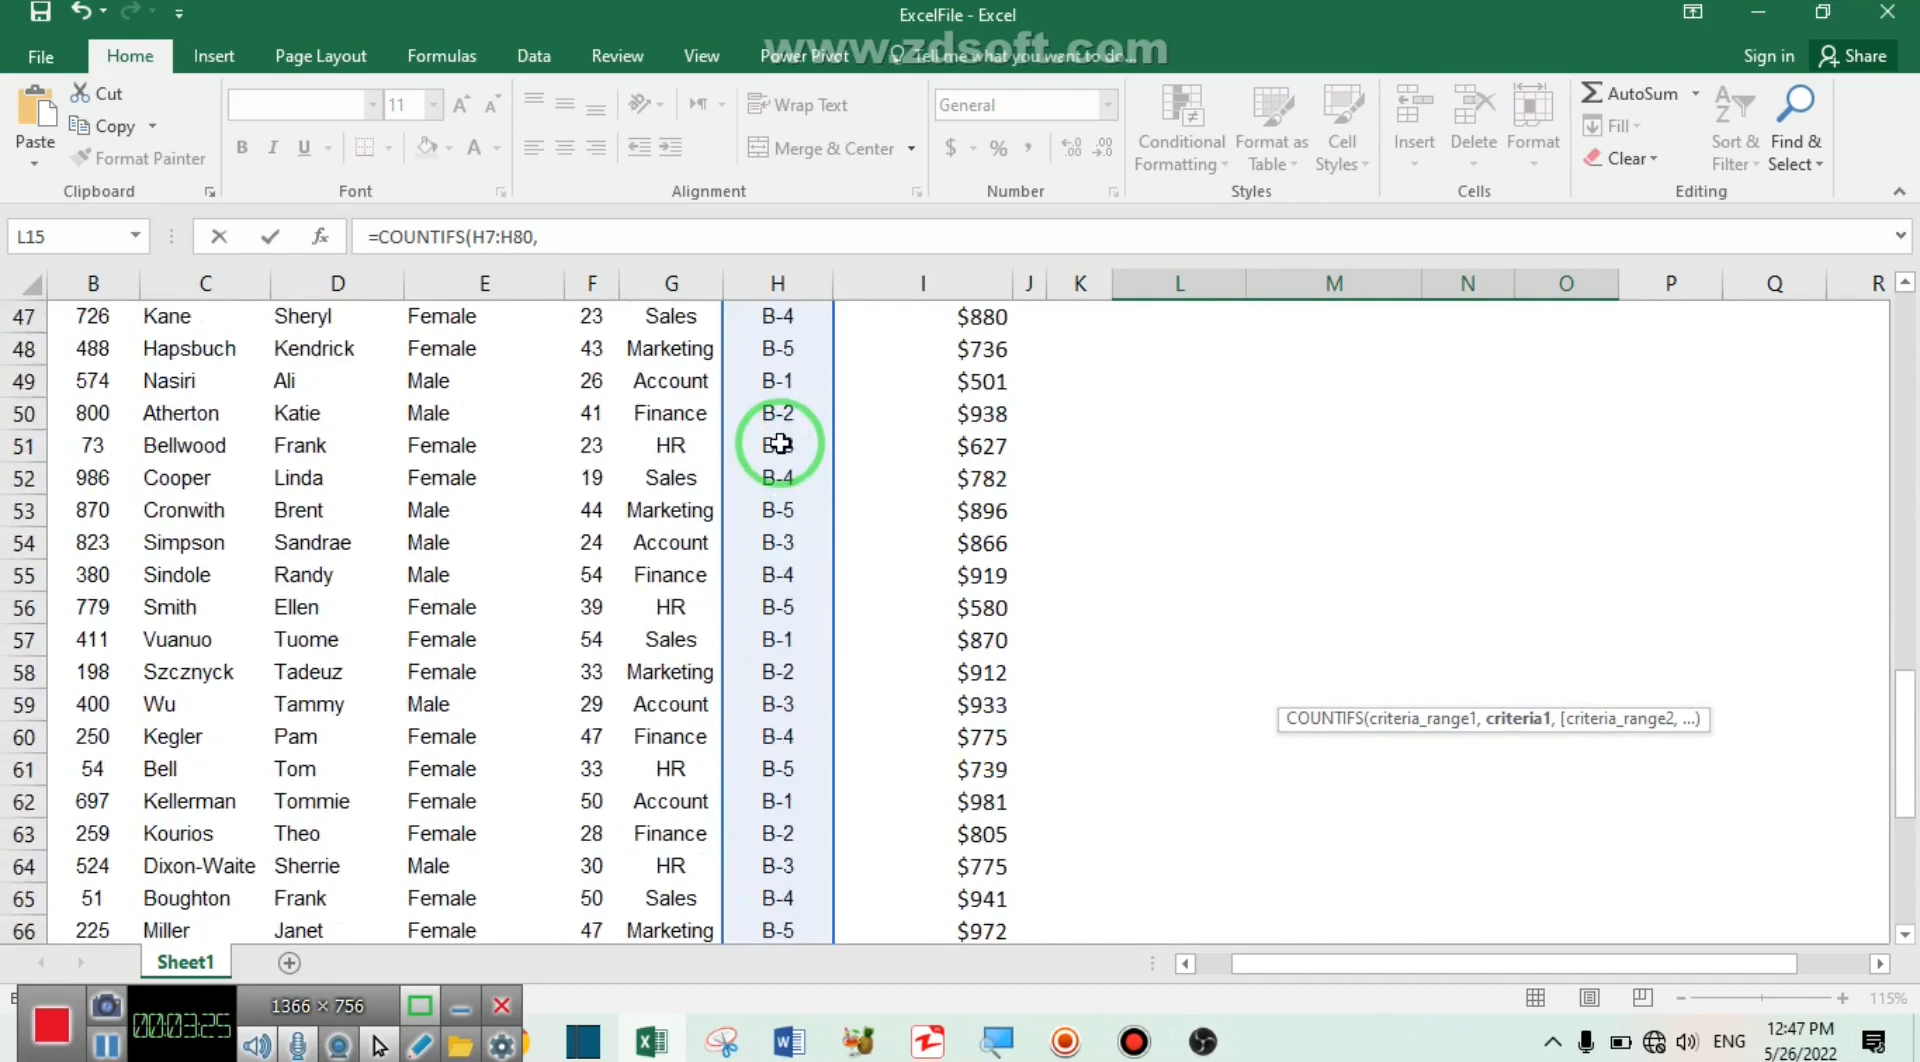 ExcelFile - Excel
www.zdsoft.com
File Home Insert Page Layout Formulas Data Review View Power Pivot Tell me what you want to do... Sign in Share
Paste Cut Copy Format Painter
11 B I U
Wrap Text Merge & Center
General $ %
Conditional Formatting Format as Table Cell Styles
Insert Delete Format
AutoSum Fill Clear Sort & Filter Find & Select
Clipboard Font Alignment Number Styles Cells Editing
L15 fx =COUNTIFS(H7:H80,
B C D E F G H I J K L M N O P Q R
47 726 Kane Sheryl Female 23 Sales B-4 $880
48 488 Hapsbuch Kendrick Female 43 Marketing B-5 $736
49 574 Nasiri Ali Male 26 Account B-1 $501
50 800 Atherton Katie Male 41 Finance B-2 $938
51 73 Bellwood Frank Female 23 HR $627
52 986 Cooper Linda Female 19 Sales B-4 $782
53 870 Cronwith Brent Male 44 Marketing B-5 $896
54 823 Simpson Sandrae Male 24 Account B-3 $866
55 380 Sindole Randy Male 54 Finance B-4 $919
56 779 Smith Ellen Female 39 HR B-5 $580
57 411 Vuanuo Tuome Female 54 Sales B-1 $870
58 198 Szcznyck Tadeuz Female 33 Marketing B-2 $912
59 400 Wu Tammy Male 29 Account B-3 $933
COUNTIFS(criteria_range1, criteria1, [criteria_range2, ...)
60 250 Kegler Pam Female 47 Finance B-4 $775
61 54 Bell Tom Female 33 HR B-5 $739
62 697 Kellerman Tommie Female 50 Account B-1 $981
63 259 Kourios Theo Female 28 Finance B-2 $805
64 524 Dixon-Waite Sherrie Male 30 HR B-3 $775
65 51 Boughton Frank Female 50 Sales B-4 $941
66 225 Miller Janet Female 47 Marketing B-5 $972
Sheet1
115%
00:03:25
1366 × 756
ENG
12:47 PM
5/26/2022